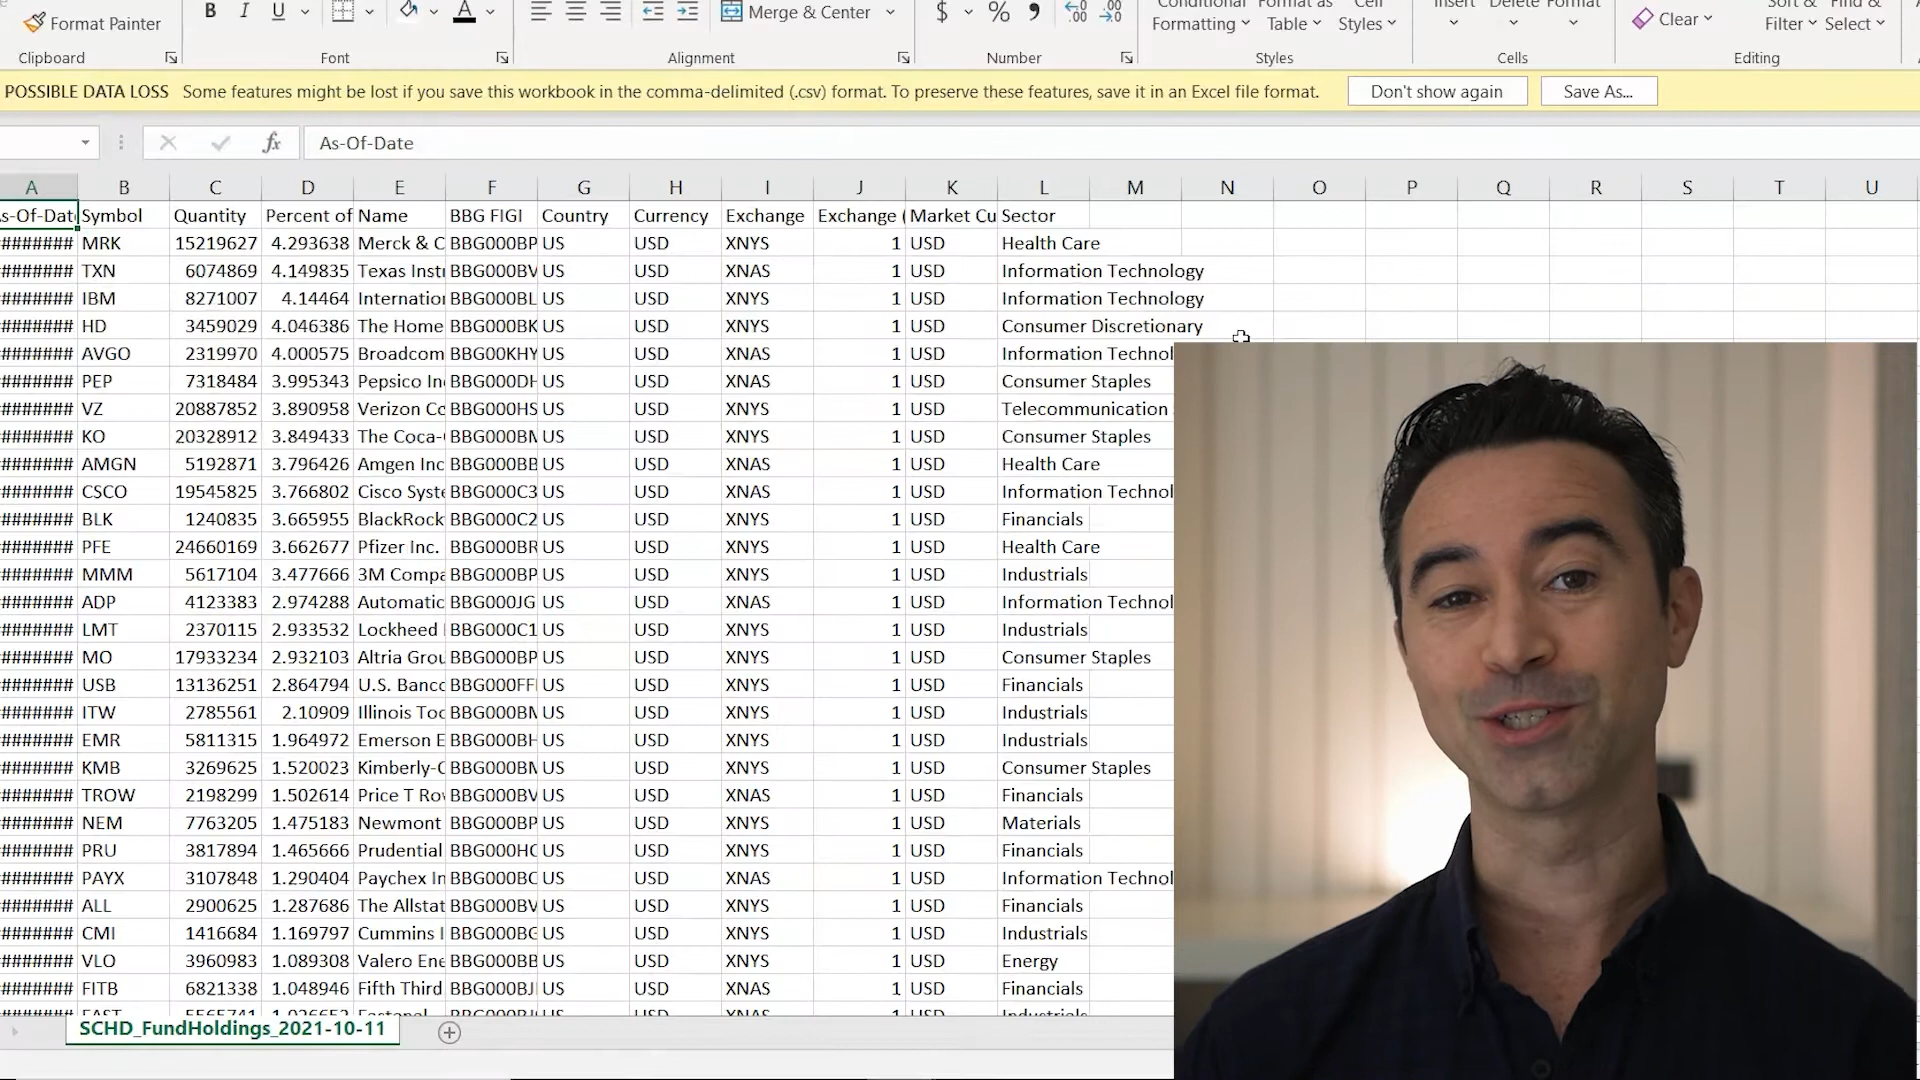 Format Painter
B I U A
Merge & Center
$ % 9
Conditional Format as Cell
Formatting Table Styles
Insert Delete Format
Clear
Sort & Find &
Filter Select
Clipboard Font Alignment Number Styles Cells Editing
POSSIBLE DATA LOSS Some features might be lost if you save this workbook in the comma-delimited (.csv) format. To preserve these features, save it in an Excel file format. Don't show again Save As...
fx As-Of-Date
A B C D E F G H I J K L M N O P Q R S T U
s-Of-Date Symbol Quantity Percent of Name BBG FIGI Country Currency Exchange Exchange ( Market Cu Sector
######## MRK 15219627 4.293638 Merck & C BBG000BP US USD XNYS 1 USD Health Care
######## TXN 6074869 4.149835 Texas Inst BBG000BV US USD XNAS 1 USD Information Technology
######## IBM 8271007 4.14464 Internatio BBG000BL US USD XNYS 1 USD Information Technology
######## HD 3459029 4.046386 The Home BBG000BK US USD XNYS 1 USD Consumer Discretionary
######## AVGO 2319970 4.000575 Broadcom BBG00KHY US USD XNAS 1 USD Information Technol
######## PEP 7318484 3.995343 Pepsico In BBG000DH US USD XNAS 1 USD Consumer Staples
######## VZ 20887852 3.890958 Verizon Co BBG000HS US USD XNYS 1 USD Telecommunication
######## KO 20328912 3.849433 The Coca- BBG000BM US USD XNYS 1 USD Consumer Staples
######## AMGN 5192871 3.796426 Amgen Inc BBG000BB US USD XNAS 1 USD Health Care
######## CSCO 19545825 3.766802 Cisco Syste BBG000C3 US USD XNAS 1 USD Information Technol
######## BLK 1240835 3.665955 BlackRock BBG000C2 US USD XNYS 1 USD Financials
######## PFE 24660169 3.662677 Pfizer Inc. BBG000BR US USD XNYS 1 USD Health Care
######## MMM 5617104 3.477666 3M Compa BBG000BP US USD XNYS 1 USD Industrials
######## ADP 4123383 2.974288 Automatic BBG000JG US USD XNAS 1 USD Information Technol
######## LMT 2370115 2.933532 Lockheed BBG000C1 US USD XNYS 1 USD Industrials
######## MO 17933234 2.932103 Altria Grou BBG000BP US USD XNYS 1 USD Consumer Staples
######## USB 13136251 2.864794 U.S. Banco BBG000FF US USD XNYS 1 USD Financials
######## ITW 2785561 2.10909 Illinois Too BBG000BM US USD XNYS 1 USD Industrials
######## EMR 5811315 1.964972 Emerson E BBG000BH US USD XNYS 1 USD Industrials
######## KMB 3269625 1.520023 Kimberly-C BBG000BM US USD XNYS 1 USD Consumer Staples
######## TROW 2198299 1.502614 Price T Rov BBG000BV US USD XNAS 1 USD Financials
######## NEM 7763205 1.475183 Newmont BBG000BP US USD XNYS 1 USD Materials
######## PRU 3817894 1.465666 Prudential BBG000HC US USD XNYS 1 USD Financials
######## PAYX 3107848 1.290404 Paychex In BBG000BC US USD XNAS 1 USD Information Technol
######## ALL 2900625 1.287686 The Allstat BBG000BV US USD XNYS 1 USD Financials
######## CMI 1416684 1.169797 Cummins I BBG000BG US USD XNYS 1 USD Industrials
######## VLO 3960983 1.089308 Valero Ene BBG000BB US USD XNYS 1 USD Energy
######## FITB 6821338 1.048946 Fifth Third BBG000BJ US USD XNAS 1 USD Financials
SCHD_FundHoldings_2021-10-11